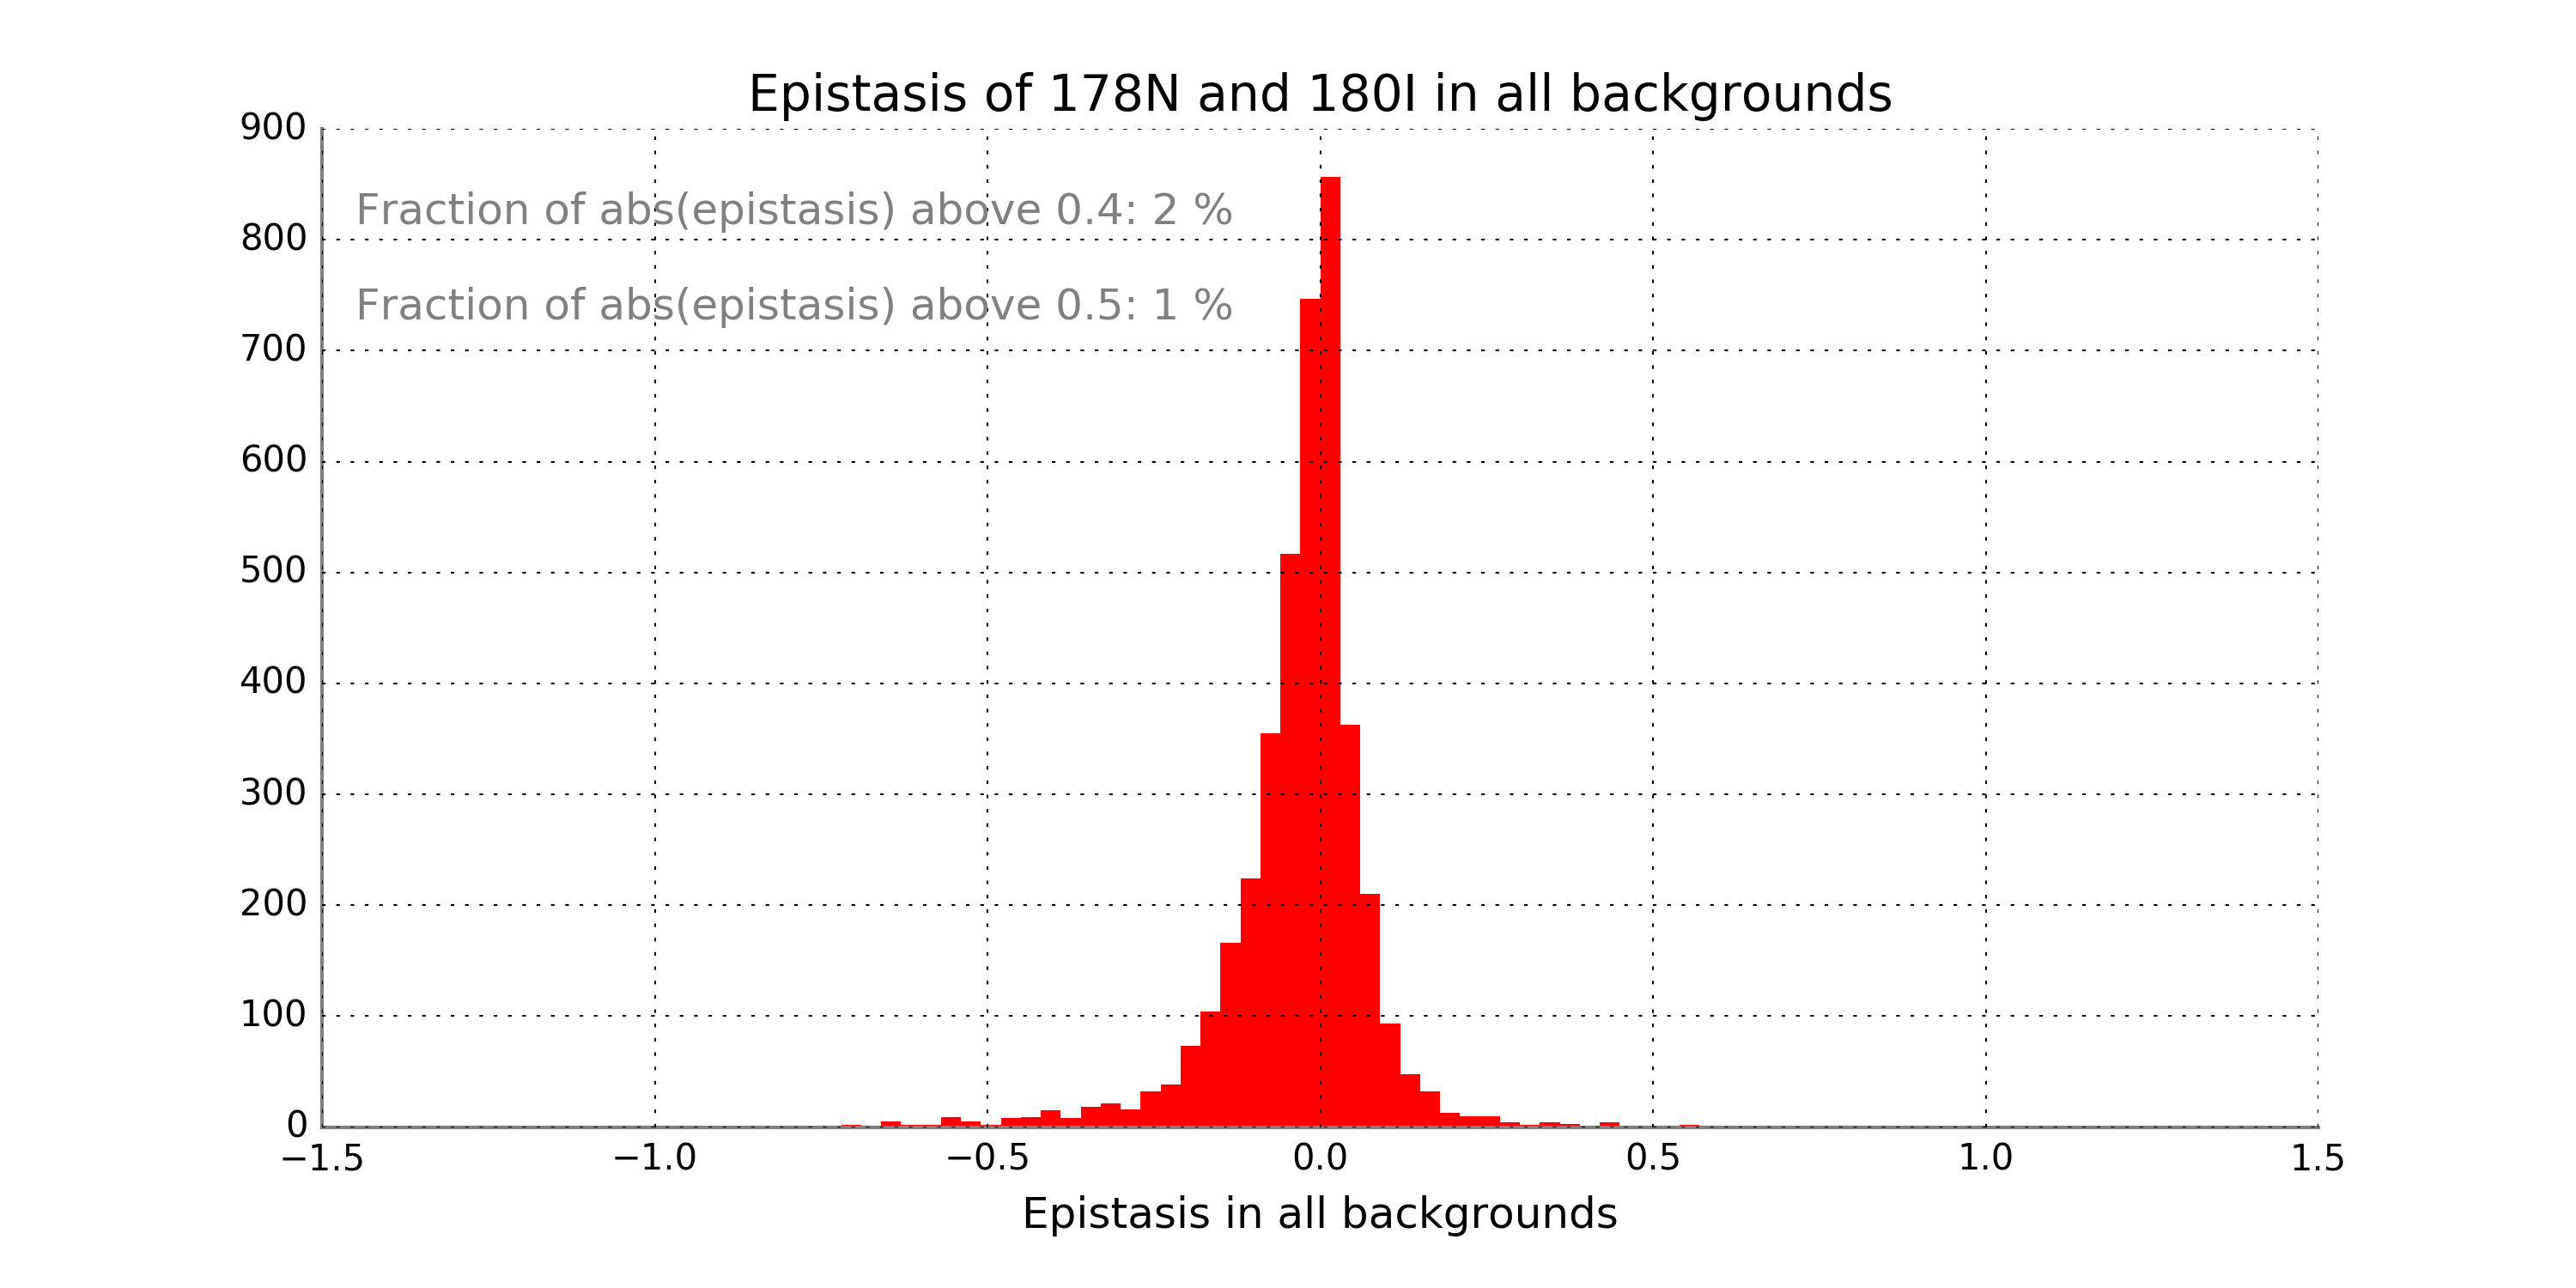 Epistasis of 178N and 180I in all backgrounds
900
800
700
600
500
400
300
200
100
0
Fraction of abs(epistasis) above 0.4: 2 %
Fraction of abs(epistasis) above 0.5: 1 %
−1.5 −1.0 −0.5 0.0 0.5 1.0 1.5
Epistasis in all backgrounds